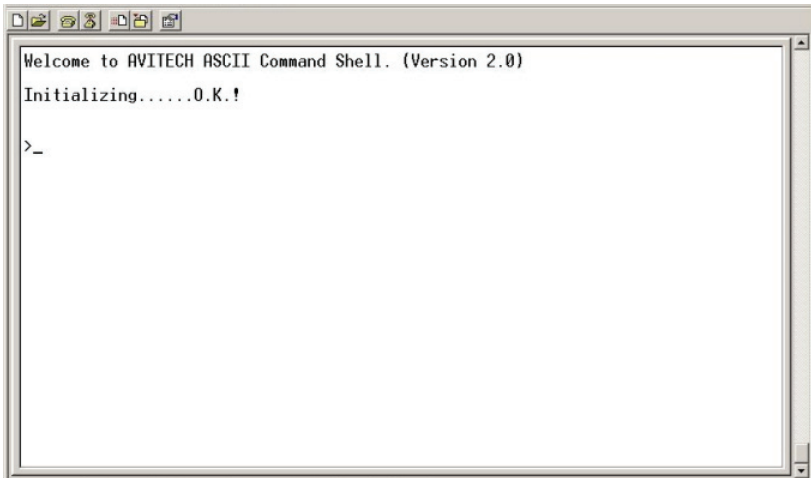 Welcome to AVITECH ASCII Command Shell. (Version 2.0)
Initializing......O.K.!
>_